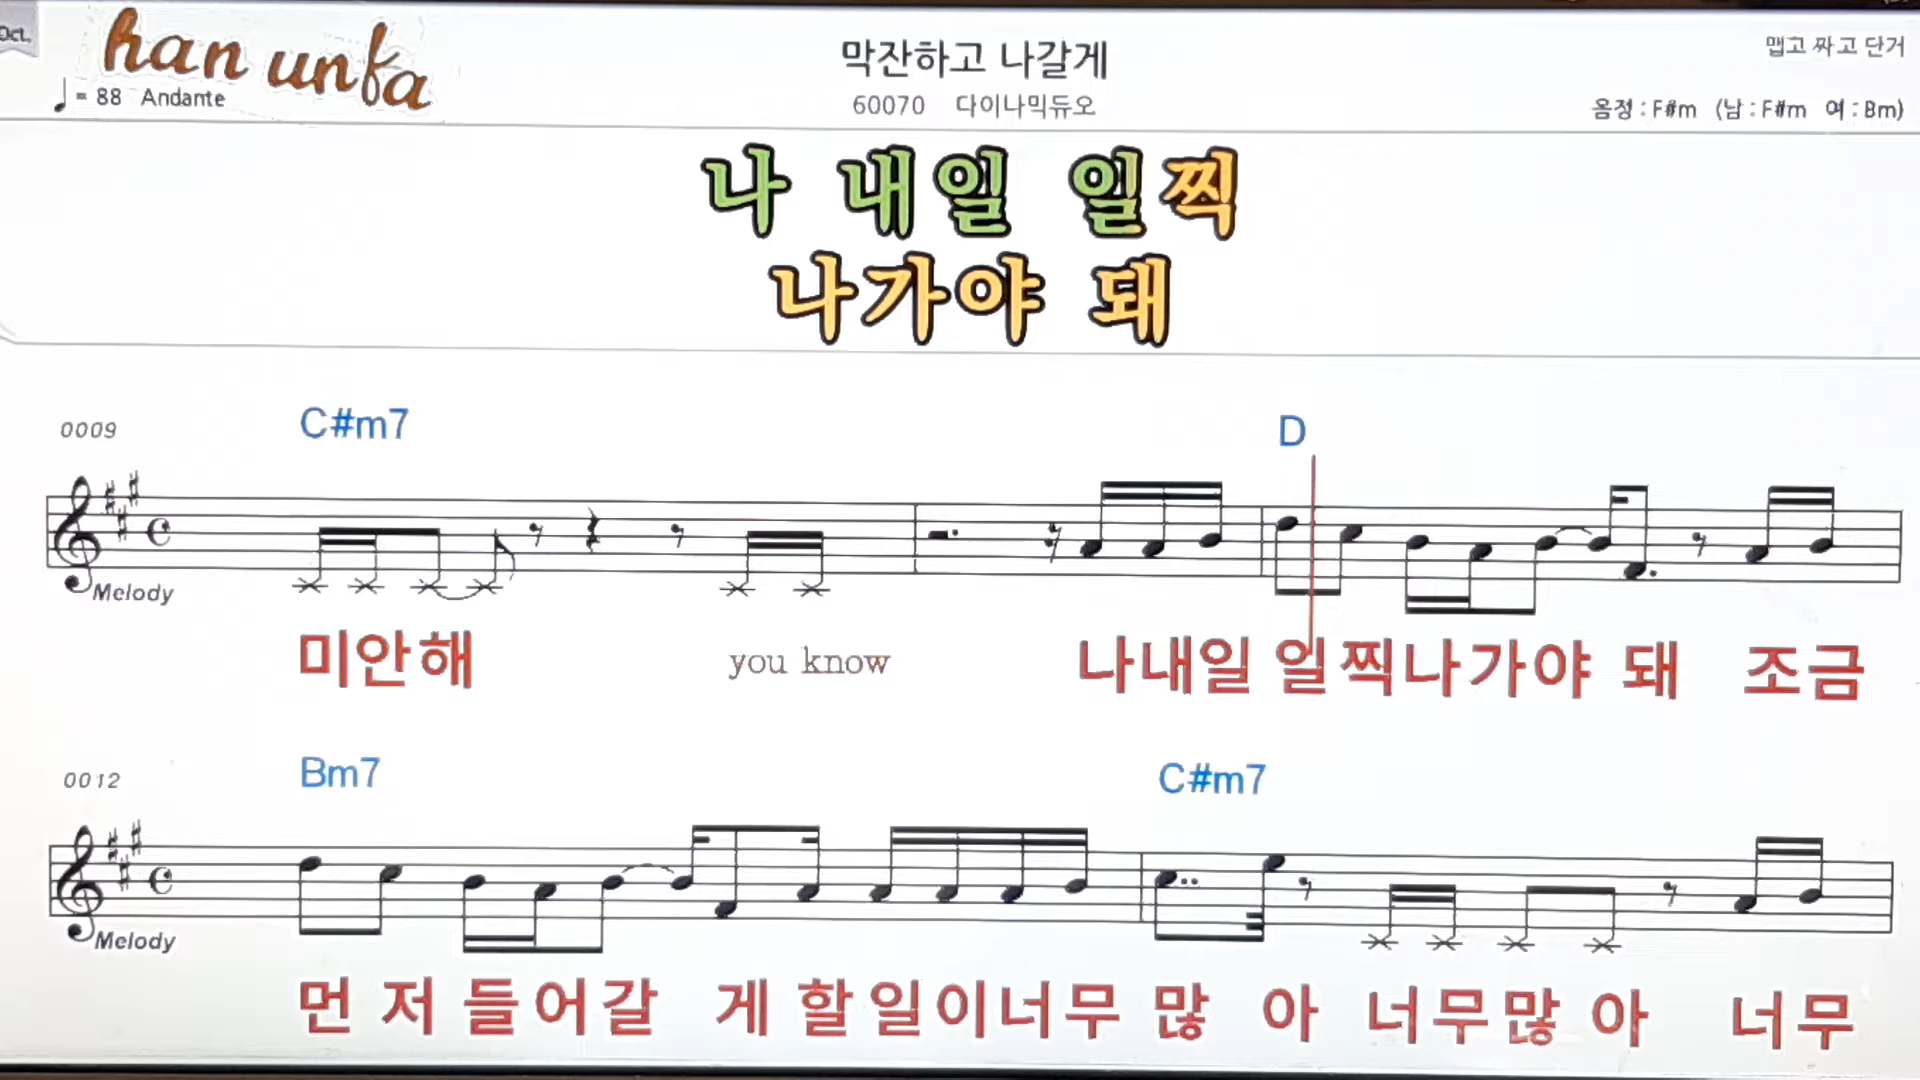 Oct.
han unfa
♩ = 88 Andante
막잔하고 나갈게
60070 다이나믹듀오
맵고 짜고 단거
음정 : F#m (남 : F#m 여 : Bm)
나 내일 일찍
나가야 돼
0009 C#m7 D
Melody
미안해 you know 나내일 일찍나가야 돼 조금
0012 Bm7 C#m7
Melody
먼 저 들어갈 게 할일이너무 많 아 너무많 아 너무